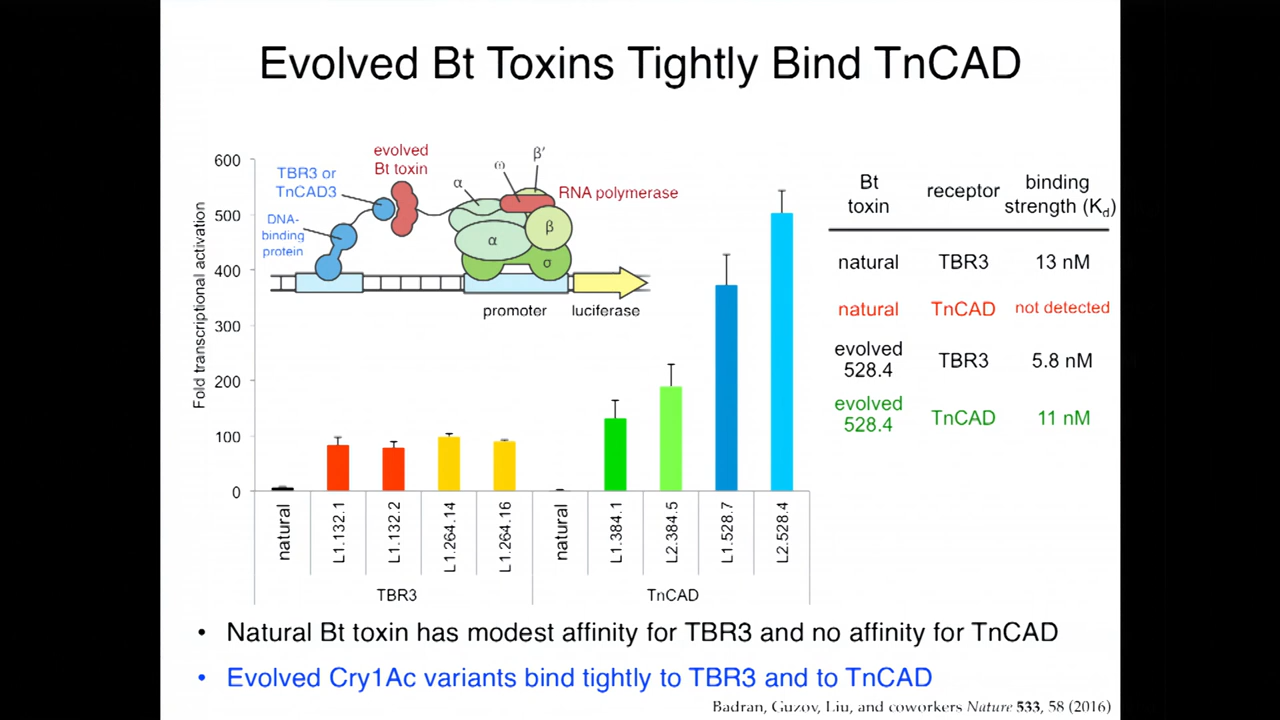 Evolved Bt Toxins Tightly Bind TnCAD
Fold transcriptional activation
600
500
400
300
200
100
0
TBR3 or
TnCAD3
evolved
Bt toxin
DNA-
binding
protein
α
ω
β'
RNA polymerase
α
β
σ
promoter
luciferase
natural
L1.132.1
L1.132.2
L1.264.14
L1.264.16
natural
L1.384.1
L2.384.5
L1.528.7
L2.528.4
TBR3
TnCAD
Bt
toxin
receptor
binding
strength (Kd)
natural TBR3 13 nM
natural TnCAD not detected
evolved
528.4
TBR3 5.8 nM
evolved
528.4
TnCAD 11 nM
• Natural Bt toxin has modest affinity for TBR3 and no affinity for TnCAD
• Evolved Cry1Ac variants bind tightly to TBR3 and to TnCAD
Badran, Guzov, Liu, and coworkers Nature 533, 58 (2016)